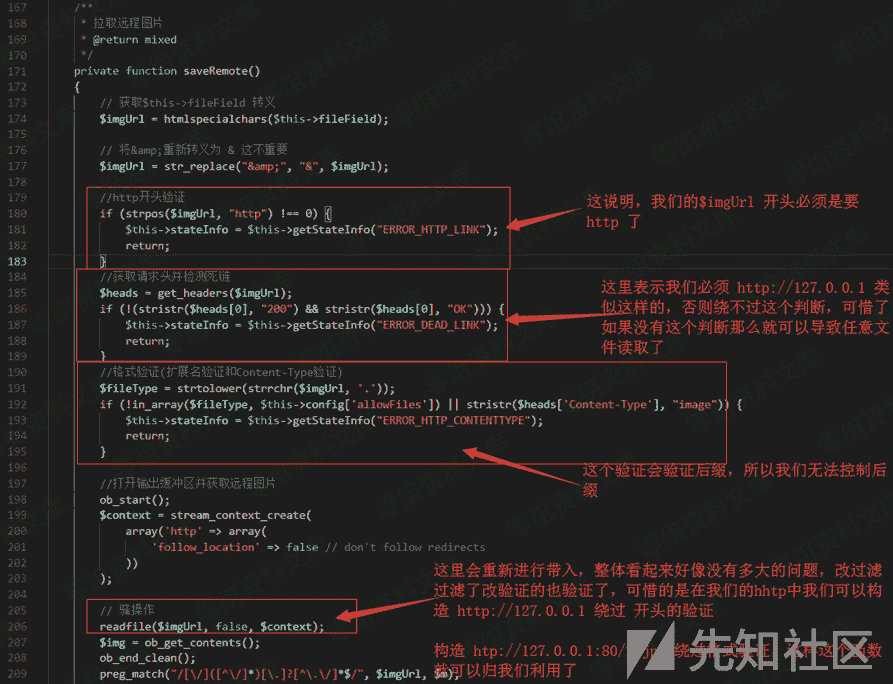 167 /**
168 * 拉取远程图片
169 * @return mixed
170 */
171 private function saveRemote()
172 {
173 // 获取$this->fileField 转义
174 $imgUrl = htmlspecialchars($this->fileField);
175
176 // 将&amp;重新转义为 & 这不重要
177 $imgUrl = str_replace("&amp;", "&", $imgUrl);
178
179 //http开头验证
180 if (strpos($imgUrl, "http") !== 0) {
181 $this->stateInfo = $this->getStateInfo("ERROR_HTTP_LINK");
182 return;
183 }
184 //获取请求头并检测死链
185 $heads = get_headers($imgUrl);
186 if (!(stristr($heads[0], "200") && stristr($heads[0], "OK"))) {
187 $this->stateInfo = $this->getStateInfo("ERROR_DEAD_LINK");
188 return;
189 }
190 //格式验证(扩展名验证和Content-Type验证)
191 $fileType = strtolower(strrchr($imgUrl, '.'));
192 if (!in_array($fileType, $this->config['allowFiles']) || stristr($heads['Content-Type'], "image")) {
193 $this->stateInfo = $this->getStateInfo("ERROR_HTTP_CONTENTTYPE");
194 return;
195 }
196
197 //打开输出缓冲区并获取远程图片
198 ob_start();
199 $context = stream_context_create(
200 array('http' => array(
201 'follow_location' => false // don't follow redirects
202 ))
203 );
204
205 // 骚操作
206 readfile($imgUrl, false, $context);
207 $img = ob_get_contents();
208 ob_end_clean();
209 preg_match("/[\/]([^\/]*)[\.]?[^\.\/]*$/", $imgUrl, $m);
这说明，我们的$imgUrl 开头必须是要
http 了
这里表示我们必须 http://127.0.0.1 类
似这样的，否则绕不过这个判断，可惜了
如果没有这个判断那么就可以导致任意文
件读取了
这个验证会验证后缀，所以我们无法控制后
缀
这里会重新进行带入，整体看起来好像没有多大的问题，改过滤
过滤了改验证的也验证了，可惜的是在我们的hhtp中我们可以构
造 http://127.0.0.1 绕过 开头的验证
构造 htp://127.0.0.1:80/
就可以归我们利用了
先知社区
零组资料文库